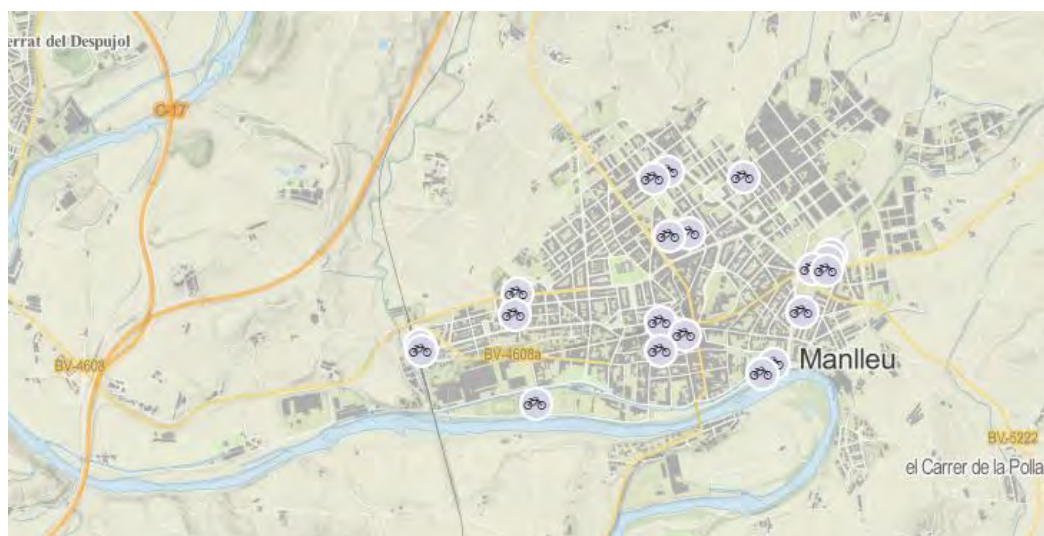 errat del Despujol
C-17
BV-4608
BV-4608a
Manlleu
BV-5222
el Carrer de la Polla